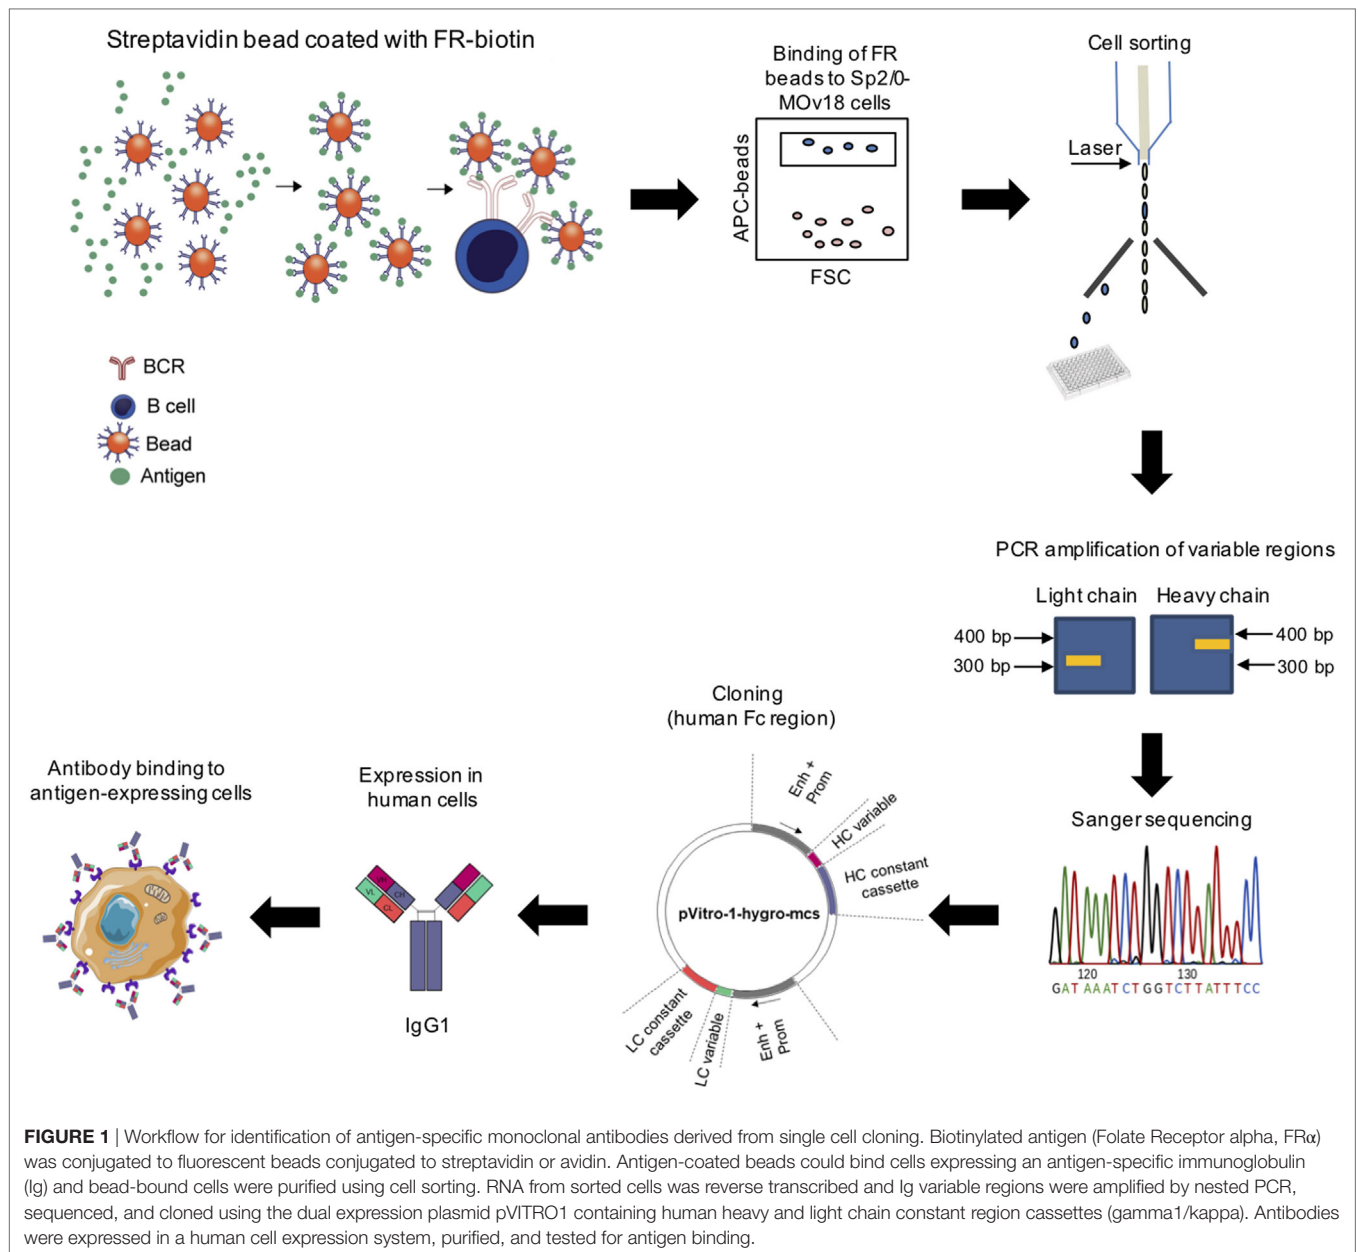 Streptavidin bead coated with FR-biotin
BCR
B cell
Bead
Antigen
Binding of FR
beads to Sp2/0-
MOv18 cells
APC-beads
FSC
Cell sorting
Laser
PCR amplification of variable regions
Light chain
Heavy chain
400 bp
300 bp
400 bp
300 bp
Sanger sequencing
120
130
GATAAATCTGGTCTTATTTCC
Cloning
(human Fc region)
Enh +
Prom
HC variable
HC constant
cassette
pVitro-1-hygro-mcs
LC constant
cassette
LC variable
Enh +
Prom
Expression in
human cells
VH
VL
CH
CL
IgG1
Antibody binding to
antigen-expressing cells
FIGURE 1 | Workflow for identification of antigen-specific monoclonal antibodies derived from single cell cloning. Biotinylated antigen (Folate Receptor alpha, FRα)
was conjugated to fluorescent beads conjugated to streptavidin or avidin. Antigen-coated beads could bind cells expressing an antigen-specific immunoglobulin
(Ig) and bead-bound cells were purified using cell sorting. RNA from sorted cells was reverse transcribed and Ig variable regions were amplified by nested PCR,
sequenced, and cloned using the dual expression plasmid pVITRO1 containing human heavy and light chain constant region cassettes (gamma1/kappa). Antibodies
were expressed in a human cell expression system, purified, and tested for antigen binding.